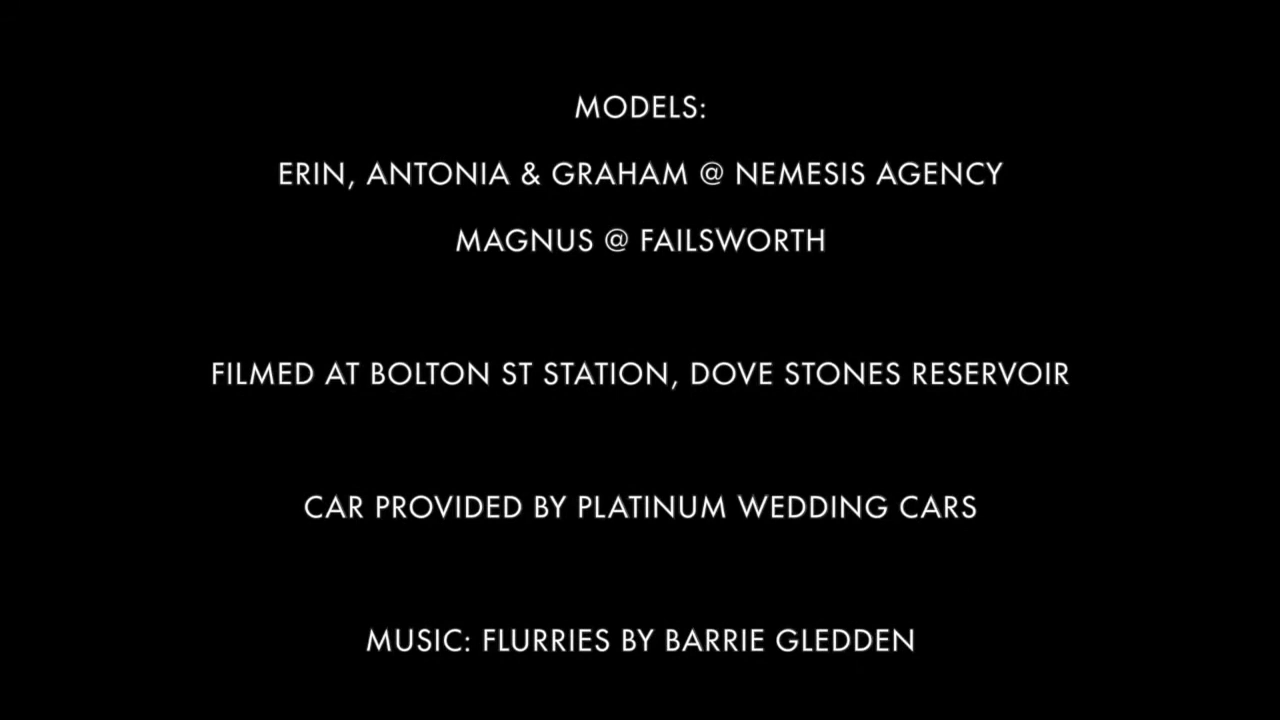 MODELS:
ERIN, ANTONIA & GRAHAM @ NEMESIS AGENCY
MAGNUS @ FAILSWORTH
FILMED AT BOLTON ST STATION, DOVE STONES RESERVOIR
CAR PROVIDED BY PLATINUM WEDDING CARS
MUSIC: FLURRIES BY BARRIE GLEDDEN